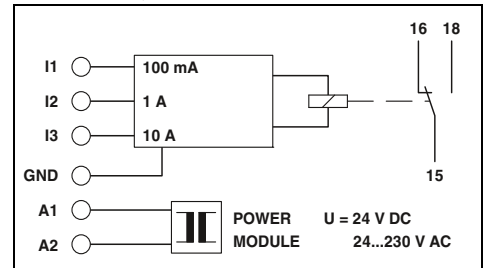 16 18
I1 100 mA
I2 1 A
I3 10 A
GND
15
A1
A2
POWER U = 24 V DC
MODULE 24...230 V AC